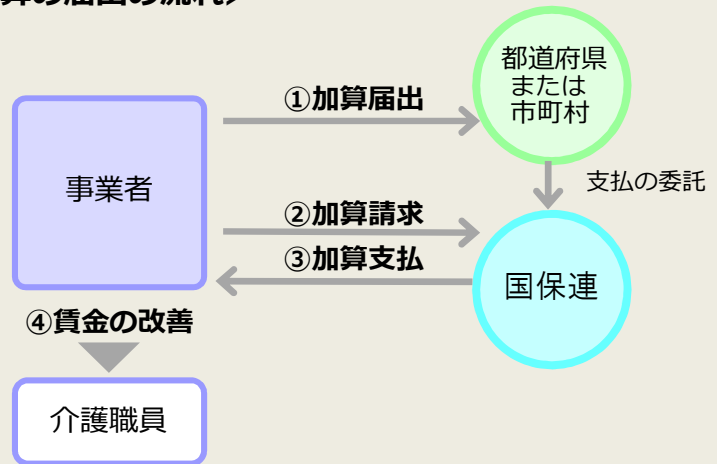 算の届出の流れ＞
都道府県
または
市町村
①加算届出
事業者
支払の委託
②加算請求
③加算支払
国保連
④賃金の改善
介護職員